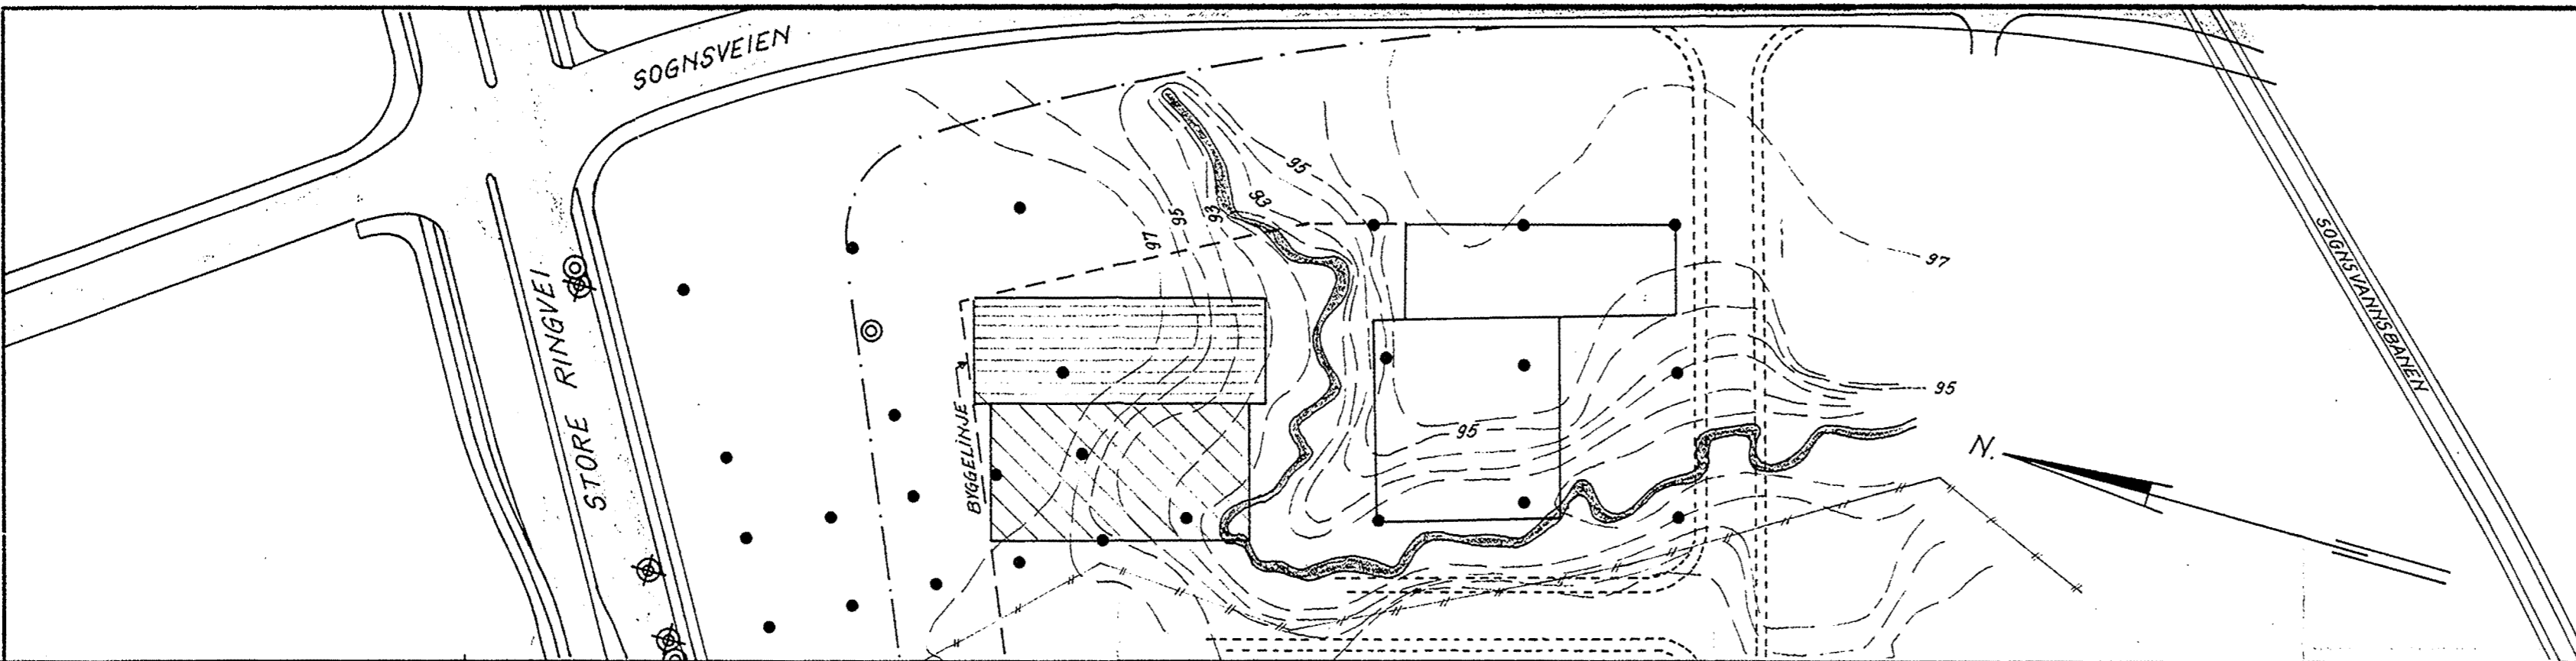 SOGNSVEIEN
STORE RINGVEI
BYGGELINJE
97
95
93
93
95
95
97
95
N.
SOGNSVANNSBANEN